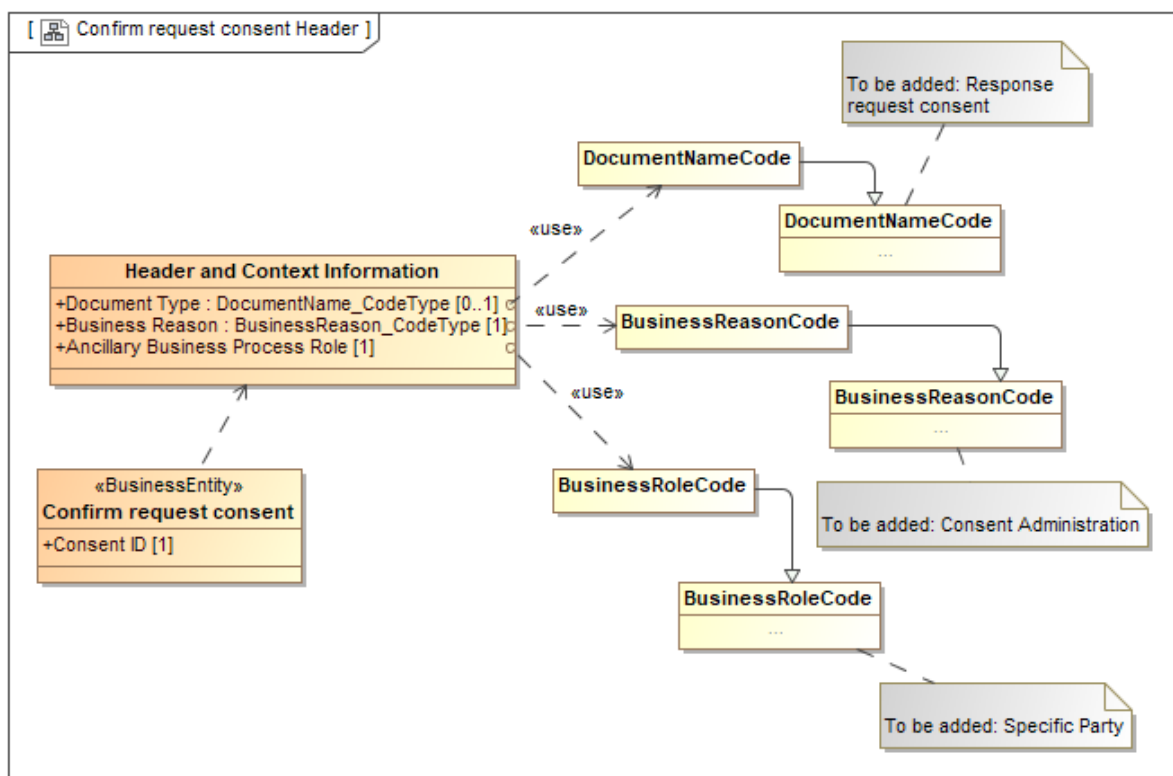 [ Confirm request consent Header ]
To be added: Response
request consent
DocumentNameCode
DocumentNameCode
...
«use»
Header and Context Information
+Document Type : DocumentName_CodeType [0..1]
+Business Reason : BusinessReason_CodeType [1]
+Ancillary Business Process Role [1]
«use»
BusinessReasonCode
BusinessReasonCode
...
«use»
«BusinessEntity»
Confirm request consent
+Consent ID [1]
BusinessRoleCode
To be added: Consent Administration
BusinessRoleCode
...
To be added: Specific Party